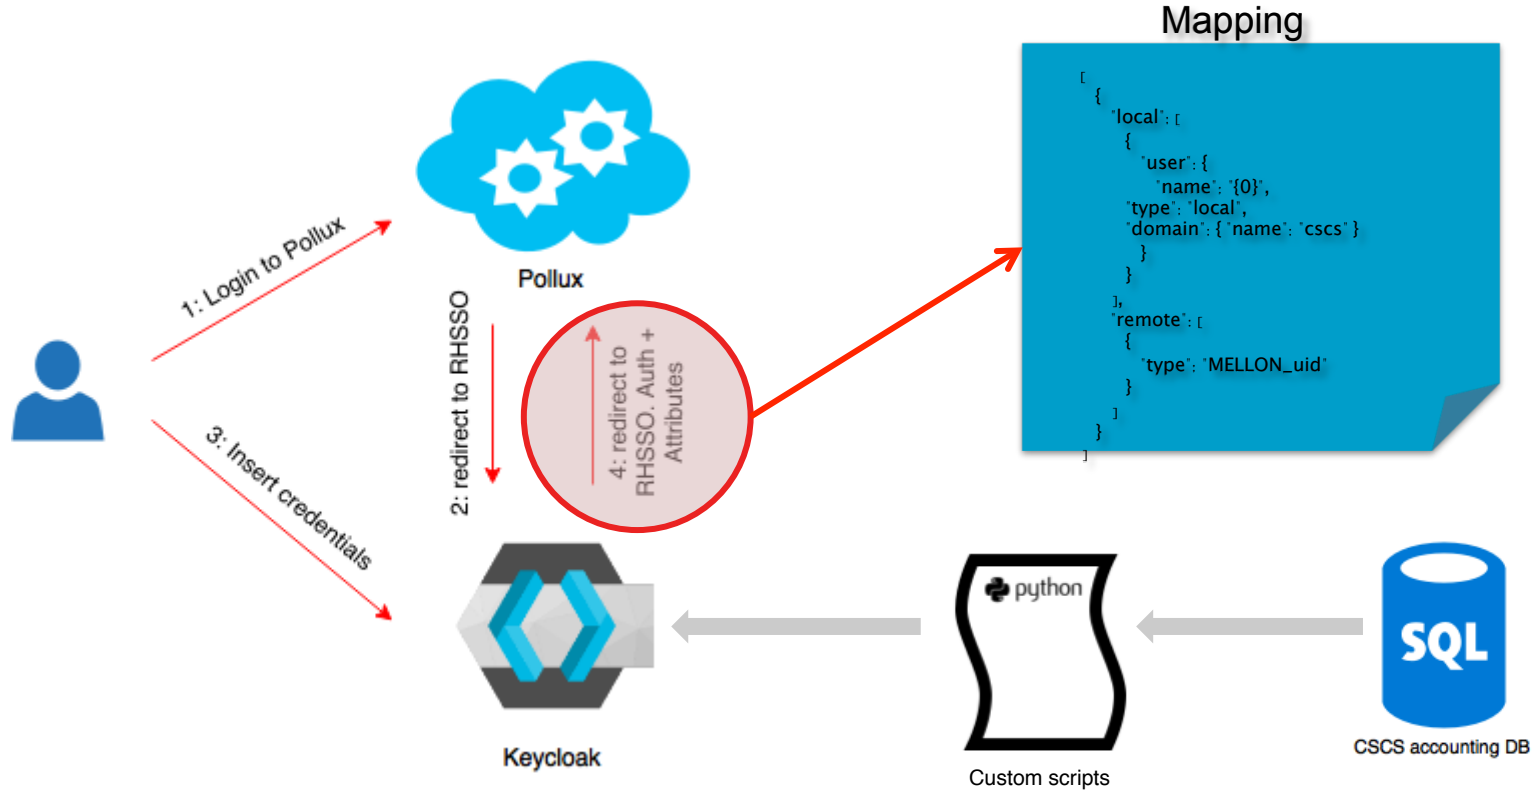 Mapping
[
{
"local": [
{
"user": {
"name": "{0}",
"type": "local",
"domain": { "name": "cscs" }
}
}
],
"remote": [
{
"type": "MELLON_uid"
}
]
}
]
Pollux
1: Login to Pollux
2: redirect to RHSSO
3: Insert credentials
4: redirect to
RHSSO. Auth +
Attributes
Keycloak
python
Custom scripts
SQL
CSCS accounting DB